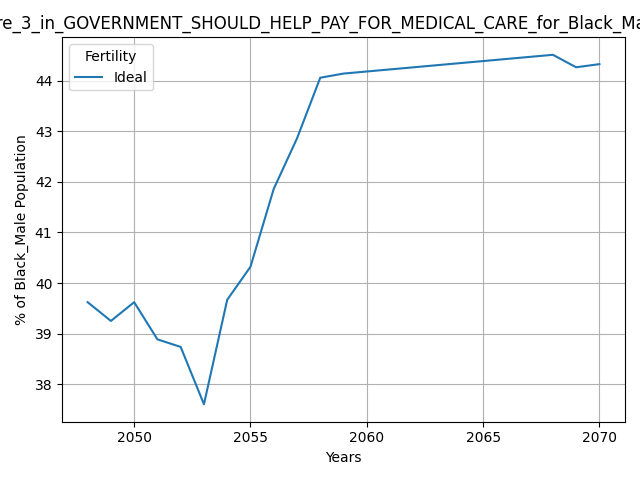 re_3_in_GOVERNMENT_SHOULD_HELP_PAY_FOR_MEDICAL_CARE_for_Black_Ma
Fertility
Ideal
% of Black_Male Population
44
43
42
41
40
39
38
2050 2055 2060 2065 2070
Years